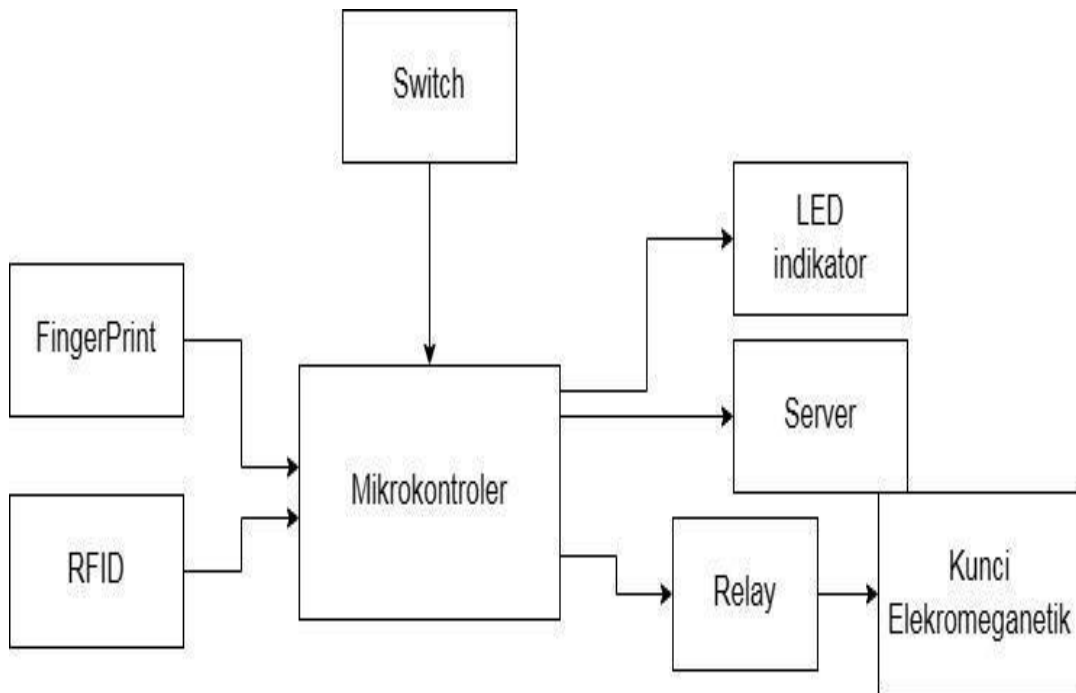 Switch
LED
indikator
FingerPrint
Server
Mikrokontroler
RFID
Relay
Kunci
Elekromeganetik